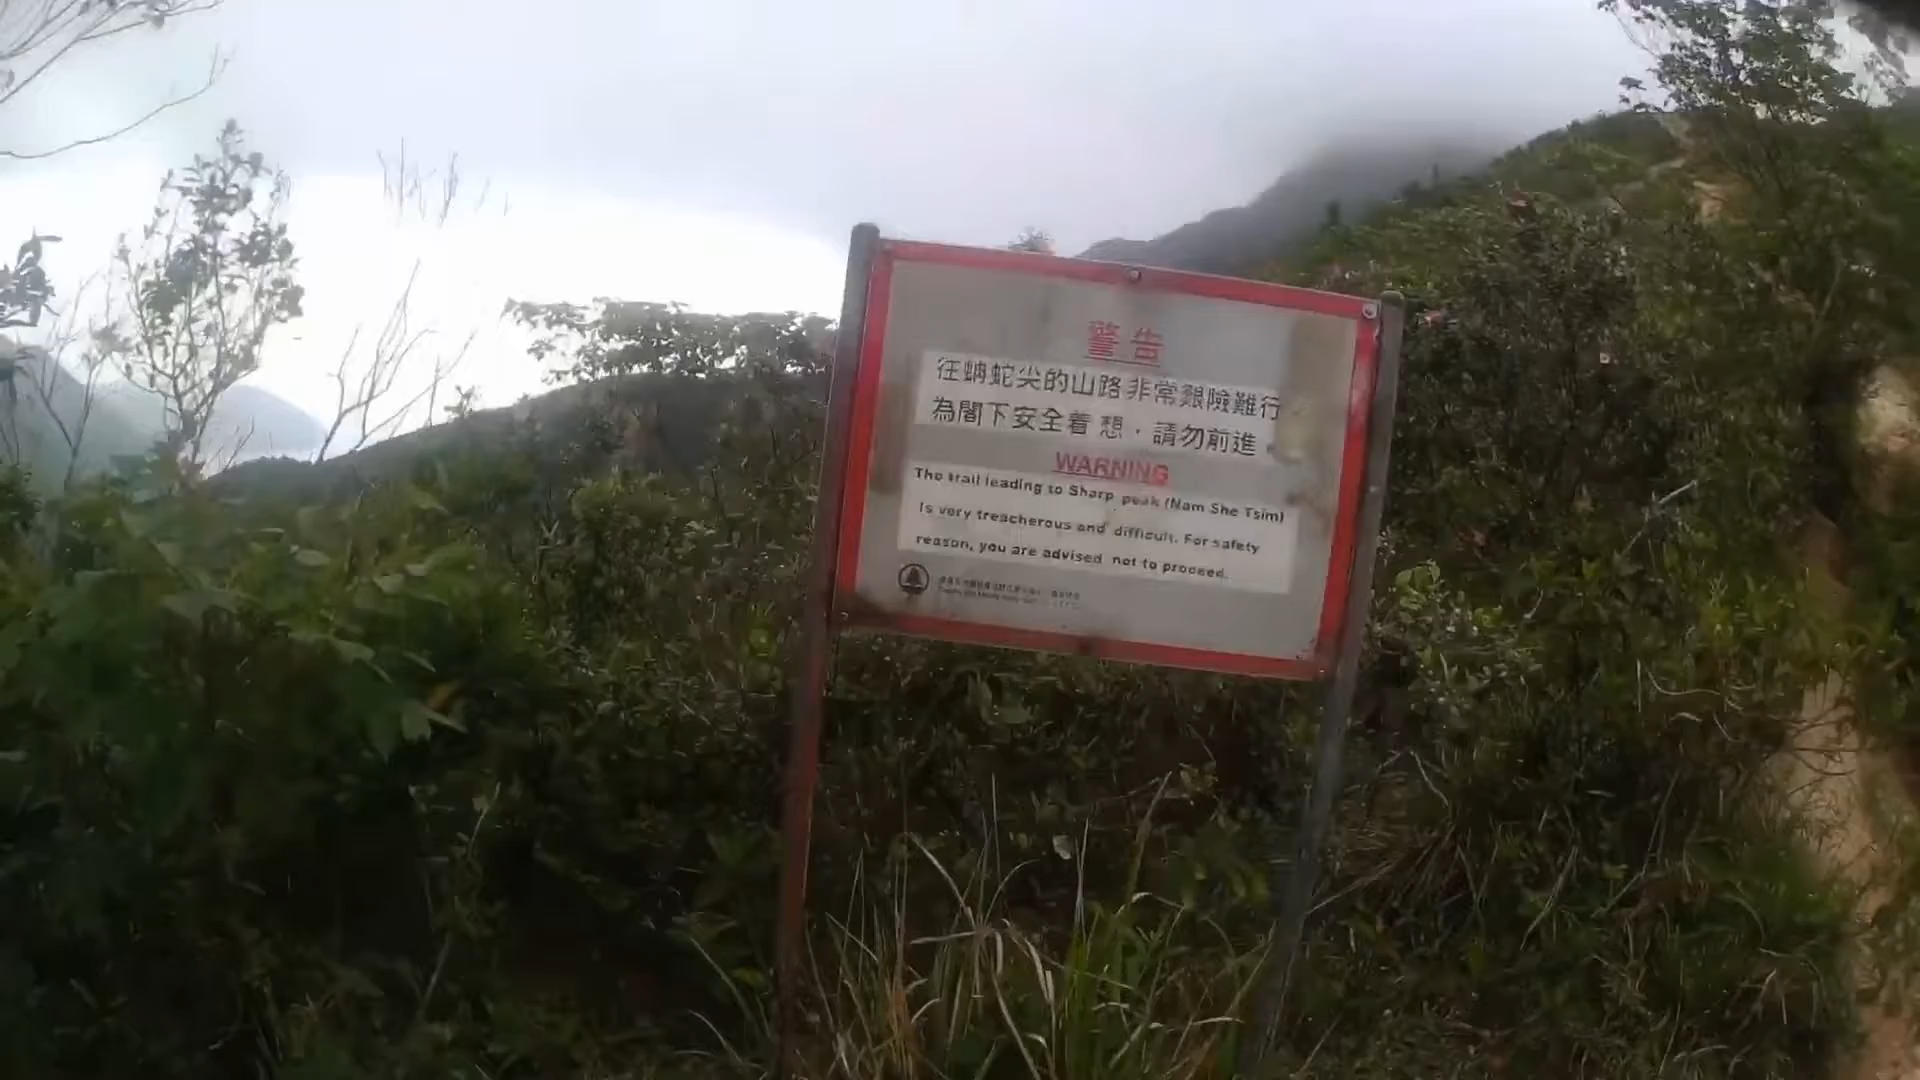 警告
往蚺蛇尖的山路非常艱險難行
為閣下安全着想，請勿前進。
WARNING
The trail leading to Sharp peak (Nam She Tsim)
is very treacherous and difficult. For safety
reason, you are advised not to proceed.